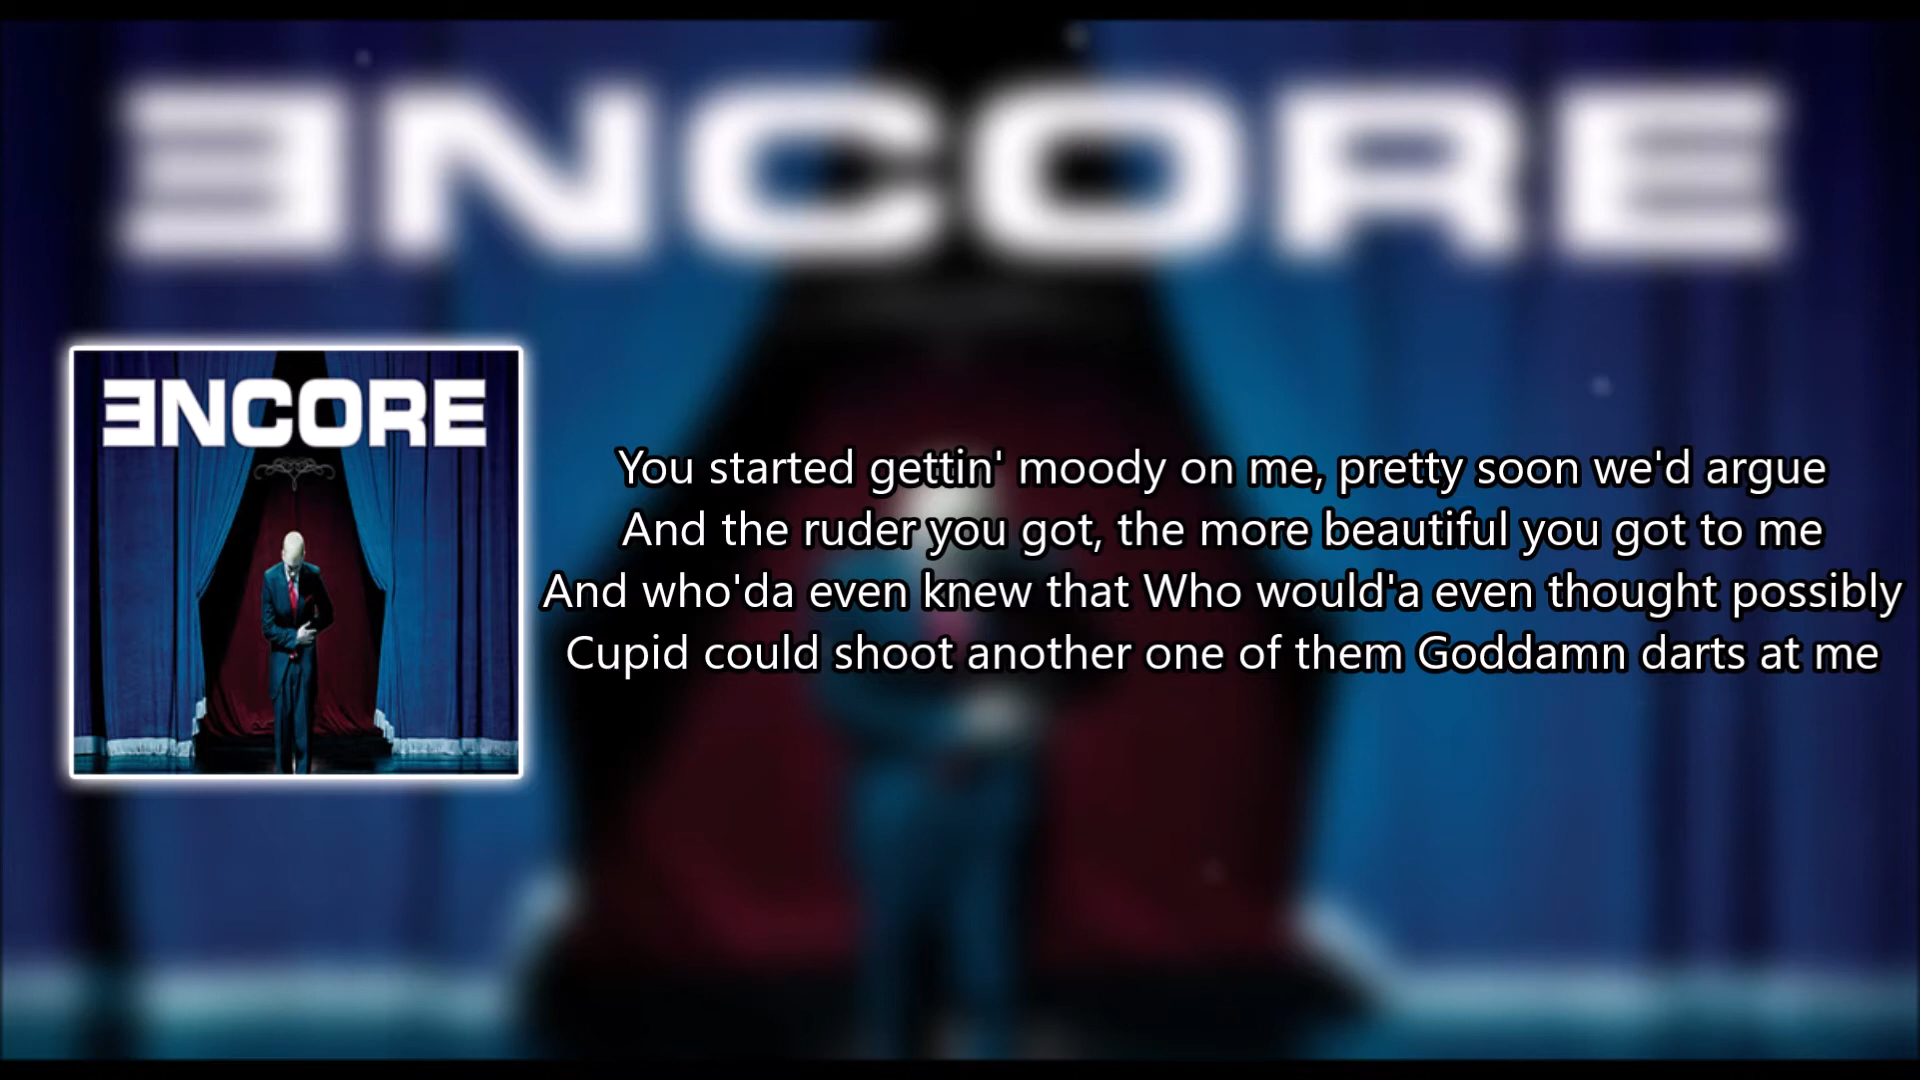 ƎNCORE
ƎNCORE
You started gettin' moody on me, pretty soon we'd argue
And the ruder you got, the more beautiful you got to me
And who'da even knew that Who would'a even thought possibly
Cupid could shoot another one of them Goddamn darts at me